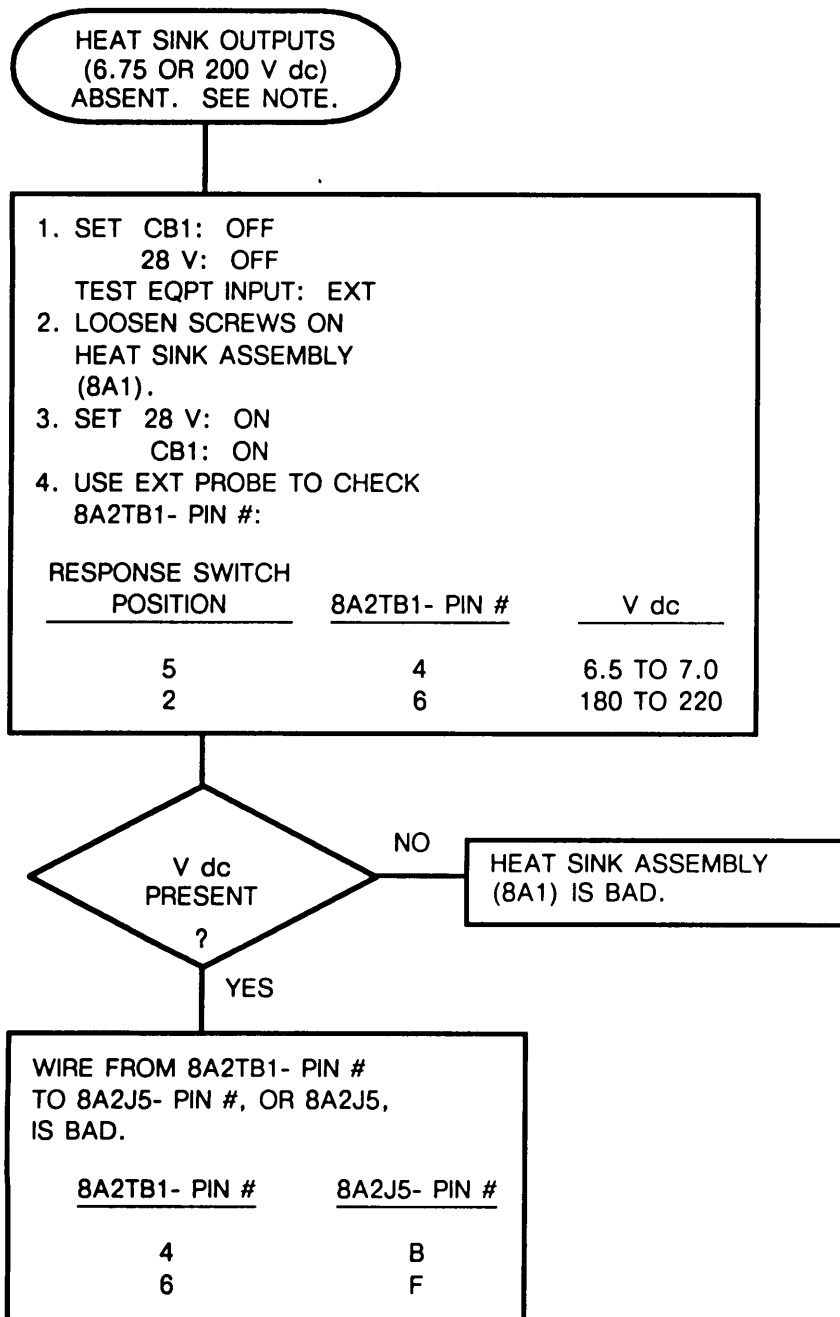 HEAT SINK OUTPUTS
(6.75 OR 200 V dc)
ABSENT. SEE NOTE.
1. SET CB1: OFF
28 V: OFF
TEST EQPT INPUT: EXT
2. LOOSEN SCREWS ON
HEAT SINK ASSEMBLY
(8A1).
3. SET 28 V: ON
CB1: ON
4. USE EXT PROBE TO CHECK
8A2TB1- PIN #:
RESPONSE SWITCH
POSITION 8A2TB1- PIN # V dc
5 4 6.5 TO 7.0
2 6 180 TO 220
V dc
PRESENT
?
NO
HEAT SINK ASSEMBLY
(8A1) IS BAD.
YES
WIRE FROM 8A2TB1- PIN #
TO 8A2J5- PIN #, OR 8A2J5,
IS BAD.
8A2TB1- PIN # 8A2J5- PIN #
4 B
6 F